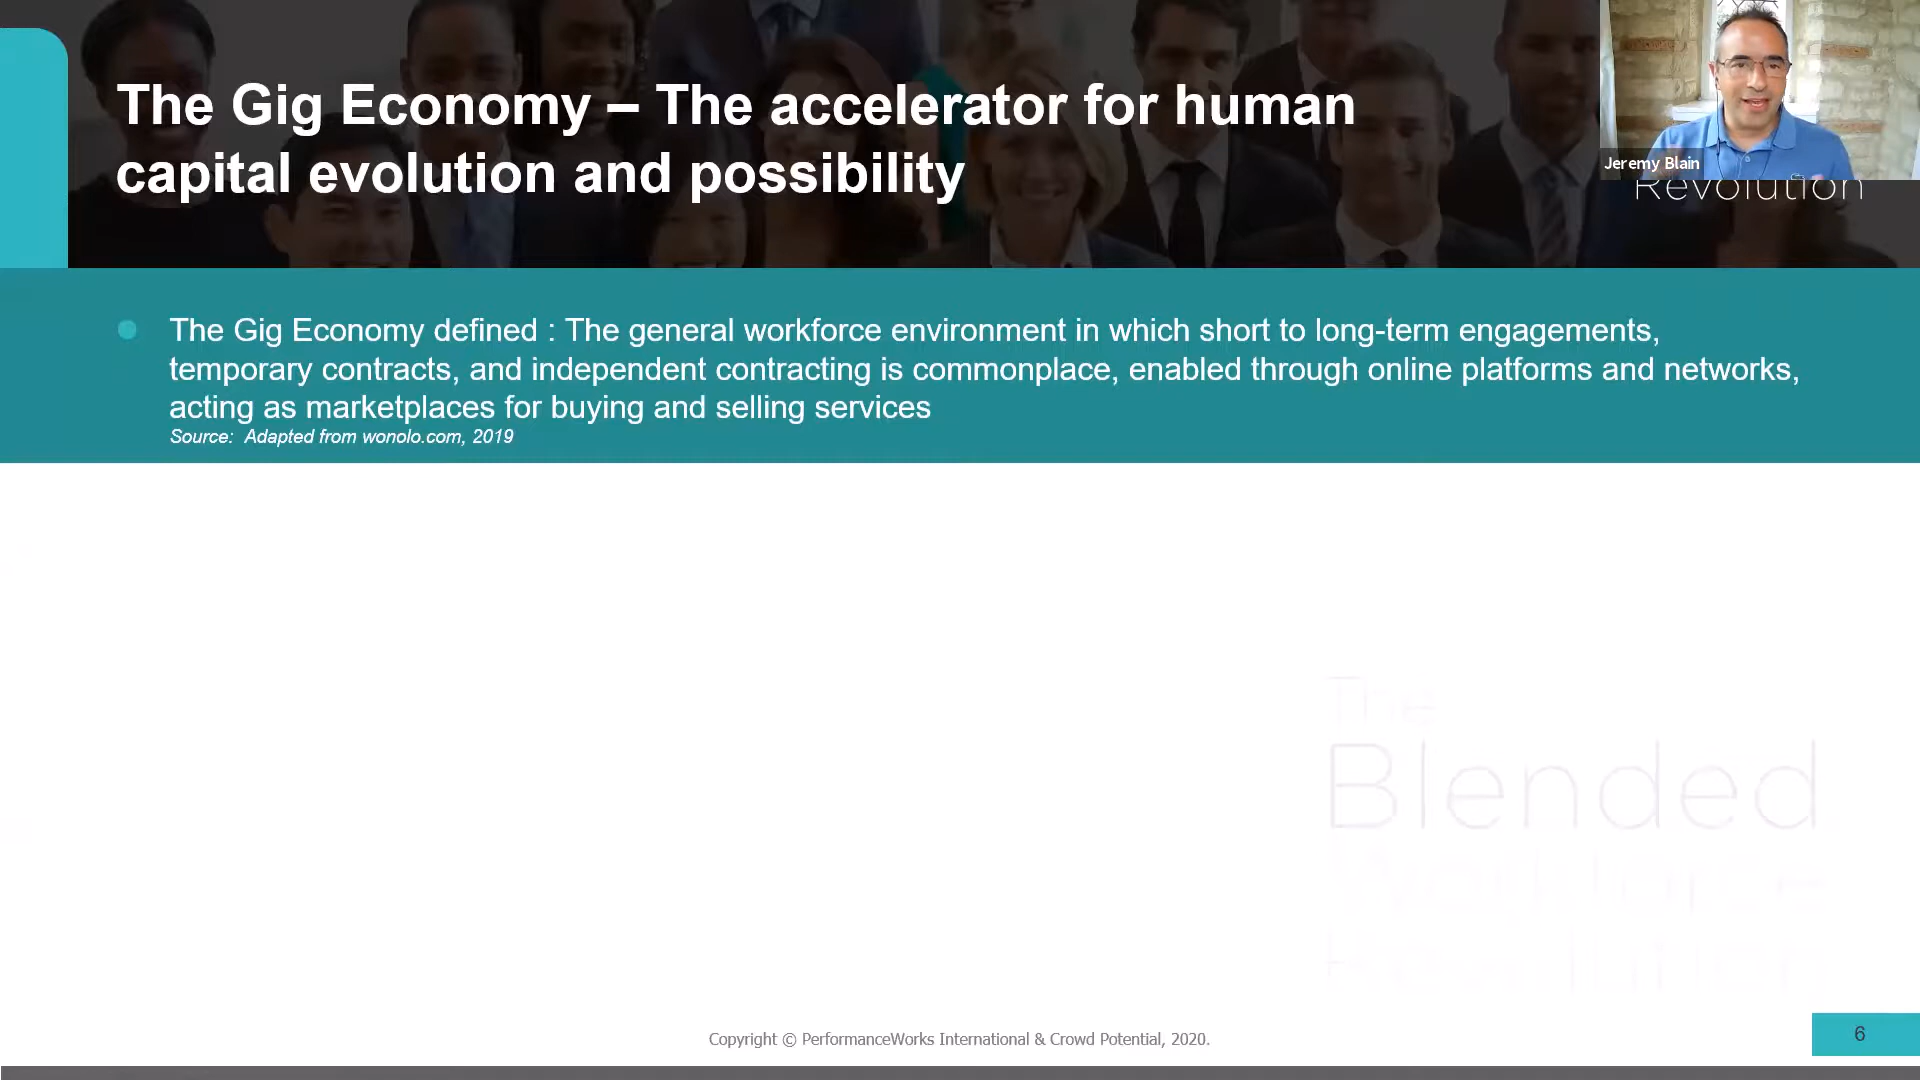 The Gig Economy – The accelerator for human
capital evolution and possibility
Jeremy Blain
Revolution
The Gig Economy defined : The general workforce environment in which short to long-term engagements,
temporary contracts, and independent contracting is commonplace, enabled through online platforms and networks,
acting as marketplaces for buying and selling services
Source:  Adapted from wonolo.com, 2019
The
Blended
Workforce
Revolution
Copyright © PerformanceWorks International & Crowd Potential, 2020.
6